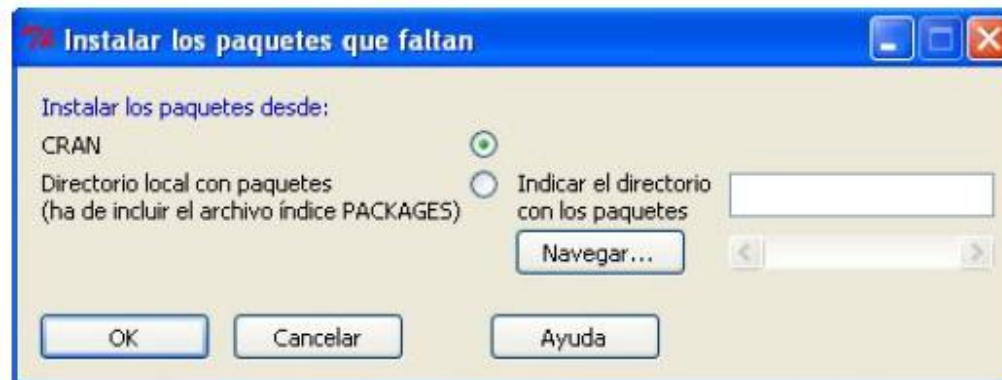 Instalar los paquetes que faltan
Instalar los paquetes desde:
CRAN
Directorio local con paquetes
(ha de incluir el archivo índice PACKAGES)
Indicar el directorio
con los paquetes
Navegar...
OK
Cancelar
Ayuda